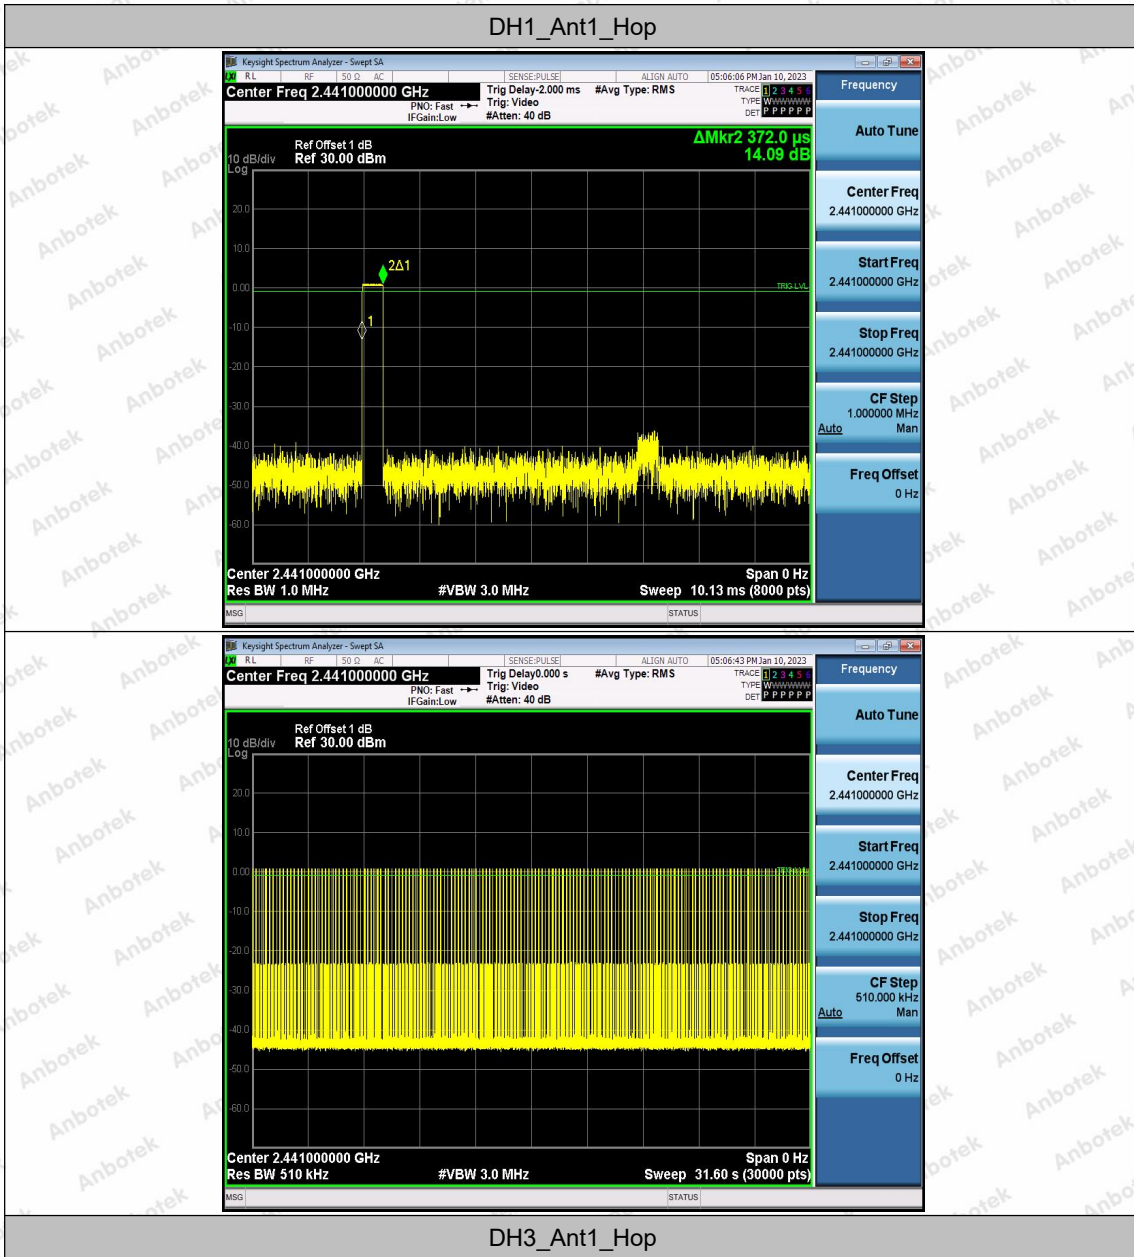 DH1_Ant1_Hop
Keysight Spectrum Analyzer - Swept SA
LXI RL RF 50 Ω AC SENSE:PULSE ALIGN AUTO 05:06:06 PM Jan 10, 2023
Center Freq 2.441000000 GHz
PNO: Fast
IFGain:Low
Trig Delay-2.000 ms
Trig: Video
#Atten: 40 dB
#Avg Type: RMS
TRACE 1 2 3 4 5 6
TYPE WWWWWW
DET P P P P P P
Frequency
ΔMkr2 372.0 µs
14.09 dB
10 dB/div
Log
Ref Offset 1 dB
Ref 30.00 dBm
20.0
10.0
0.00
-10.0
-20.0
-30.0
-40.0
-50.0
-60.0
2Δ1
1
TRIG LVL
Center 2.441000000 GHz
Span 0 Hz
Res BW 1.0 MHz
#VBW 3.0 MHz
Sweep 10.13 ms (8000 pts)
MSG
STATUS
Auto Tune
Center Freq
2.441000000 GHz
Start Freq
2.441000000 GHz
Stop Freq
2.441000000 GHz
CF Step
1.000000 MHz
Auto Man
Freq Offset
0 Hz
Keysight Spectrum Analyzer - Swept SA
LXI RL RF 50 Ω AC SENSE:PULSE ALIGN AUTO 05:06:43 PM Jan 10, 2023
Center Freq 2.441000000 GHz
PNO: Fast
IFGain:Low
Trig Delay0.000 s
Trig: Video
#Atten: 40 dB
#Avg Type: RMS
TRACE 1 2 3 4 5 6
TYPE WWWWWW
DET P P P P P P
Frequency
10 dB/div
Log
Ref Offset 1 dB
Ref 30.00 dBm
20.0
10.0
0.00
-10.0
-20.0
-30.0
-40.0
-50.0
-60.0
Center 2.441000000 GHz
Span 0 Hz
Res BW 510 kHz
#VBW 3.0 MHz
Sweep 31.60 s (30000 pts)
MSG
STATUS
Auto Tune
Center Freq
2.441000000 GHz
Start Freq
2.441000000 GHz
Stop Freq
2.441000000 GHz
CF Step
510.000 kHz
Auto Man
Freq Offset
0 Hz
DH3_Ant1_Hop
Anbotek